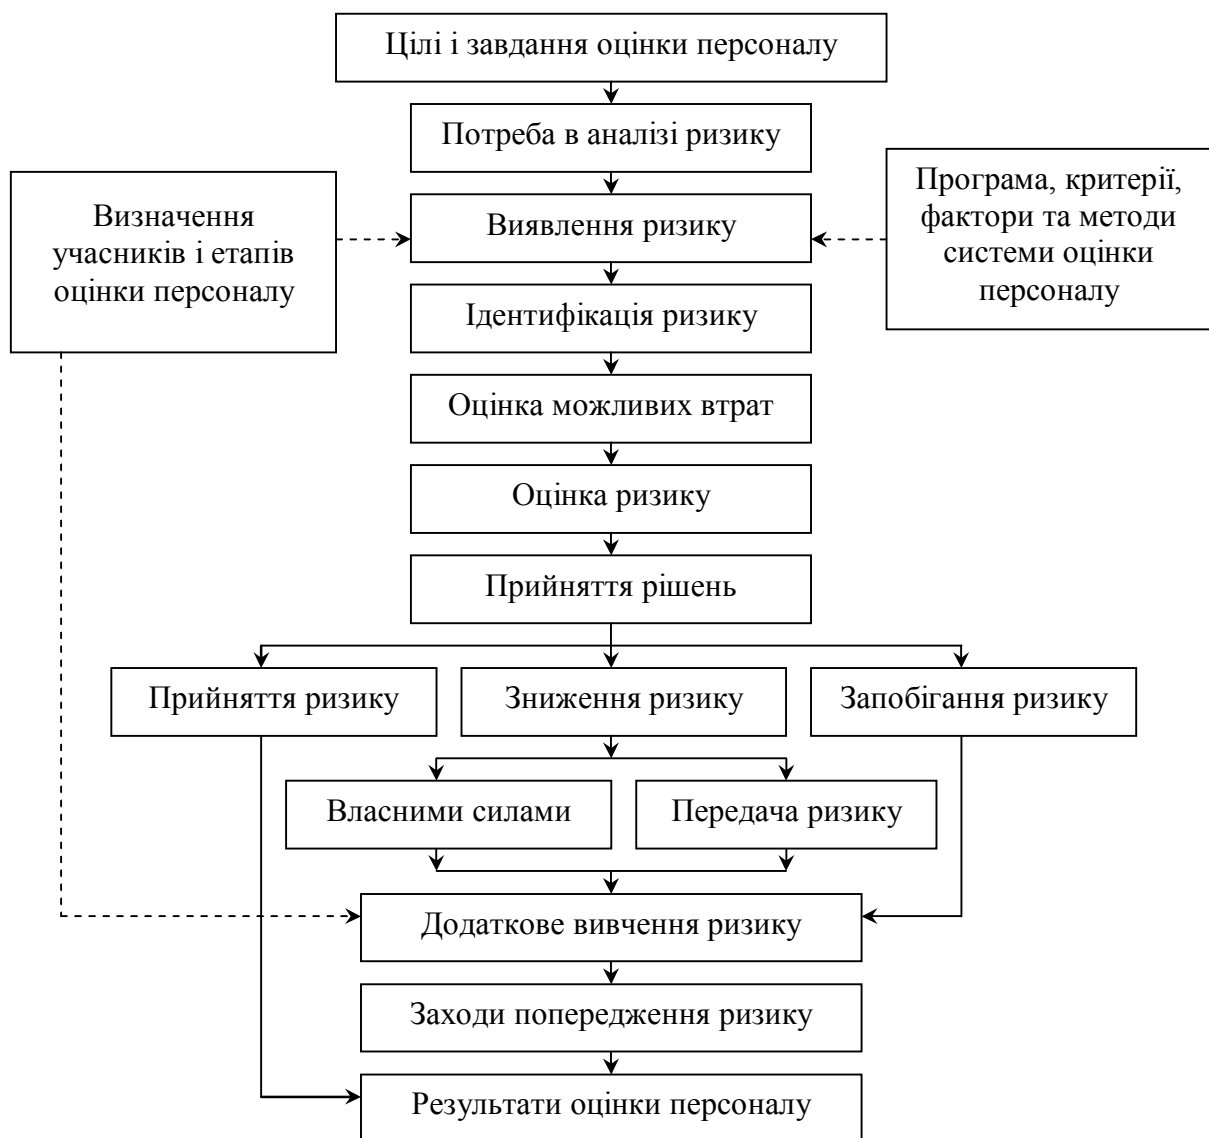 Цілі і завдання оцінки персоналу
Потреба в аналізі ризику
Визначення
учасників і етапів
оцінки персоналу
Виявлення ризику
Програма, критерії,
фактори та методи
системи оцінки
персоналу
Ідентифікація ризику
Оцінка можливих втрат
Оцінка ризику
Прийняття рішень
Прийняття ризику
Зниження ризику
Запобігання ризику
Власними силами
Передача ризику
Додаткове вивчення ризику
Заходи попередження ризику
Результати оцінки персоналу